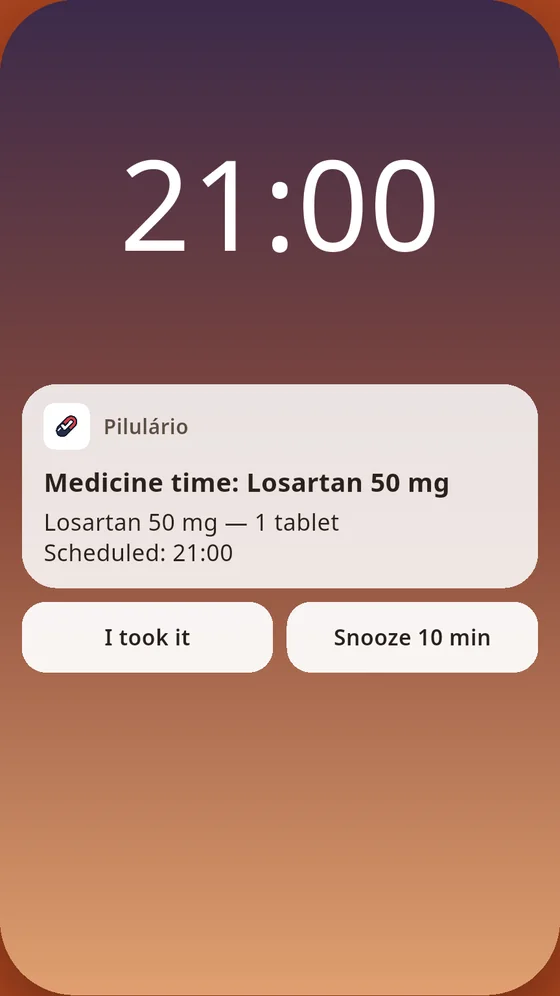 21:00
Pilulário
Medicine time: Losartan 50 mg
Losartan 50 mg — 1 tablet
Scheduled: 21:00
I took it
Snooze 10 min